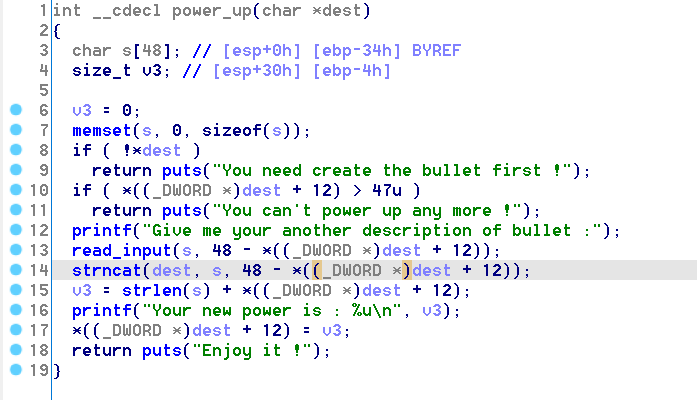 1 int __cdecl power_up(char *dest)
2 {
3   char s[48]; // [esp+0h] [ebp-34h] BYREF
4   size_t v3; // [esp+30h] [ebp-4h]
5
6   v3 = 0;
7   memset(s, 0, sizeof(s));
8   if ( !*dest )
9     return puts("You need create the bullet first !");
10   if ( *((_DWORD *)dest + 12) > 47u )
11     return puts("You can't power up any more !");
12   printf("Give me your another description of bullet :");
13   read_input(s, 48 - *((_DWORD *)dest + 12));
14   strncat(dest, s, 48 - *((_DWORD *)dest + 12));
15   v3 = strlen(s) + *((_DWORD *)dest + 12);
16   printf("Your new power is : %u\n", v3);
17   *((_DWORD *)dest + 12) = v3;
18   return puts("Enjoy it !");
19 }